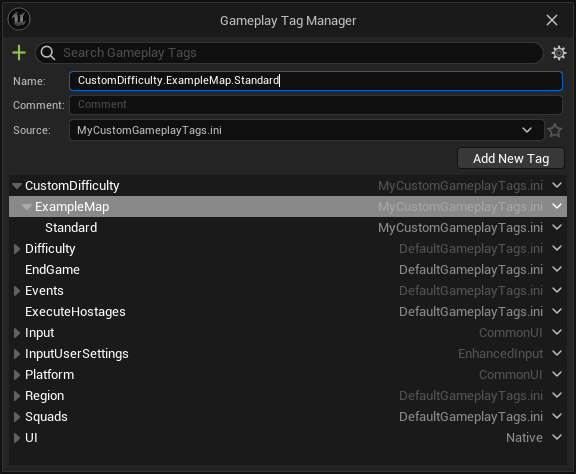 Gameplay Tag Manager
Search Gameplay Tags
Name: CustomDifficulty.ExampleMap.Standard
Comment: Comment
Source: MyCustomGameplayTags.ini
Add New Tag
CustomDifficulty MyCustomGameplayTags.ini
ExampleMap MyCustomGameplayTags.ini
Standard MyCustomGameplayTags.ini
Difficulty DefaultGameplayTags.ini
EndGame DefaultGameplayTags.ini
Events DefaultGameplayTags.ini
ExecuteHostages DefaultGameplayTags.ini
Input CommonUI
InputUserSettings EnhancedInput
Platform CommonUI
Region DefaultGameplayTags.ini
Squads DefaultGameplayTags.ini
UI Native